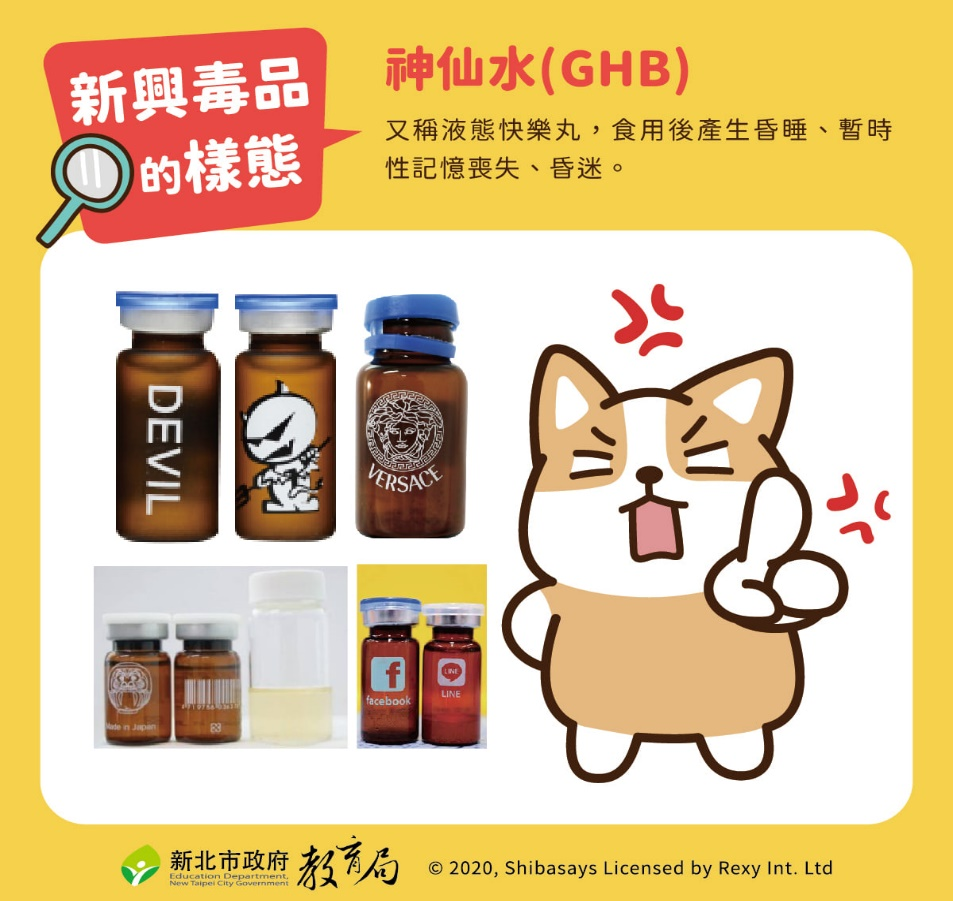 新興毒品
的樣態
神仙水(GHB)
又稱液態快樂丸，食用後產生昏睡、暫時
性記憶喪失、昏迷。
DEVIL
VERSACE
Made in Japan
facebook
LINE
LINE
新北市政府
Education Department,
New Taipei City Government
教育局
© 2020, Shibasays Licensed by Rexy Int. Ltd